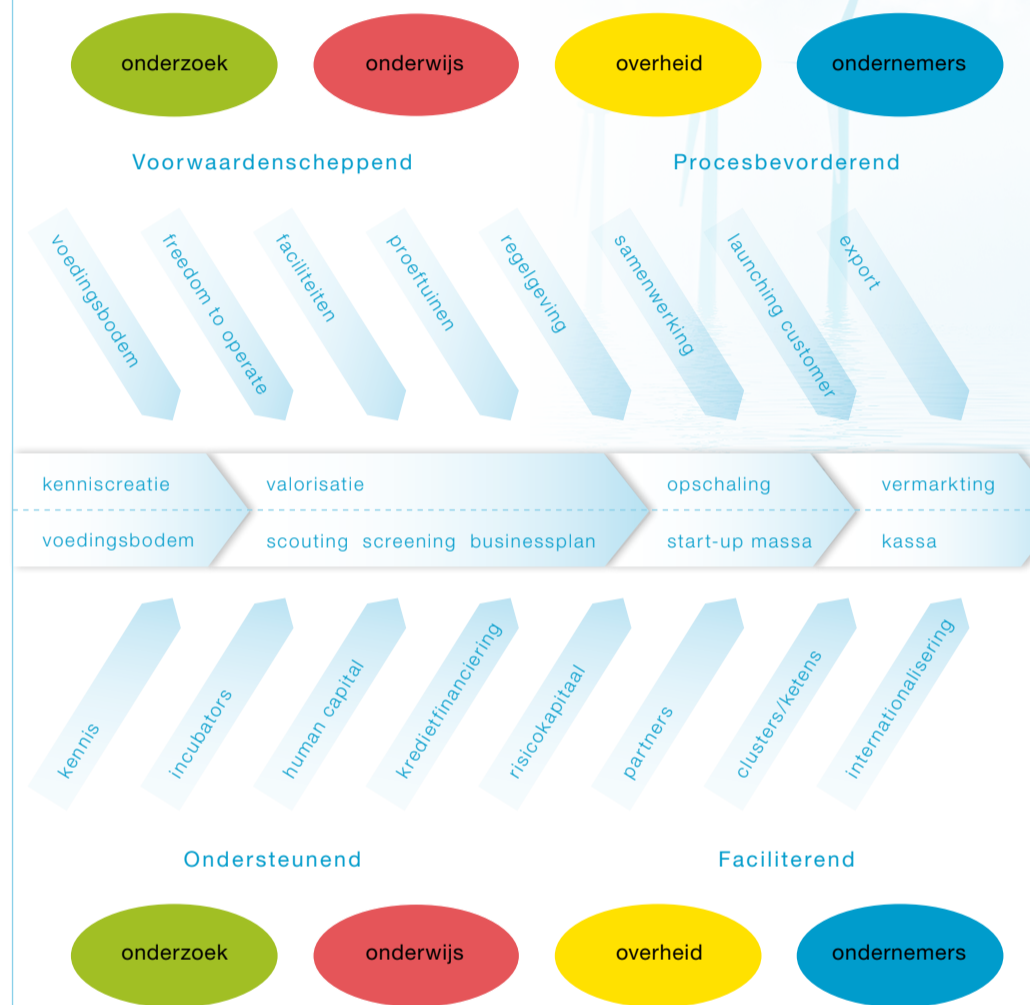 onderzoek
onderwijs
overheid
ondernemers
Voorwaardenscheppend
Procesbevorderend
voedingsbodem
freedom to operate
faciliteiten
proeftuinen
regelgeving
samenwerking
launching customer
export
kenniscreatie
valorisatie
opschaling
vermarkting
voedingsbodem
scouting screening businessplan
start-up massa
kassa
kennis
incubators
human capital
kredietfinanciering
risicokapitaal
partners
clusters/ketens
internationalisering
Ondersteunend
Faciliterend
onderzoek
onderwijs
overheid
ondernemers